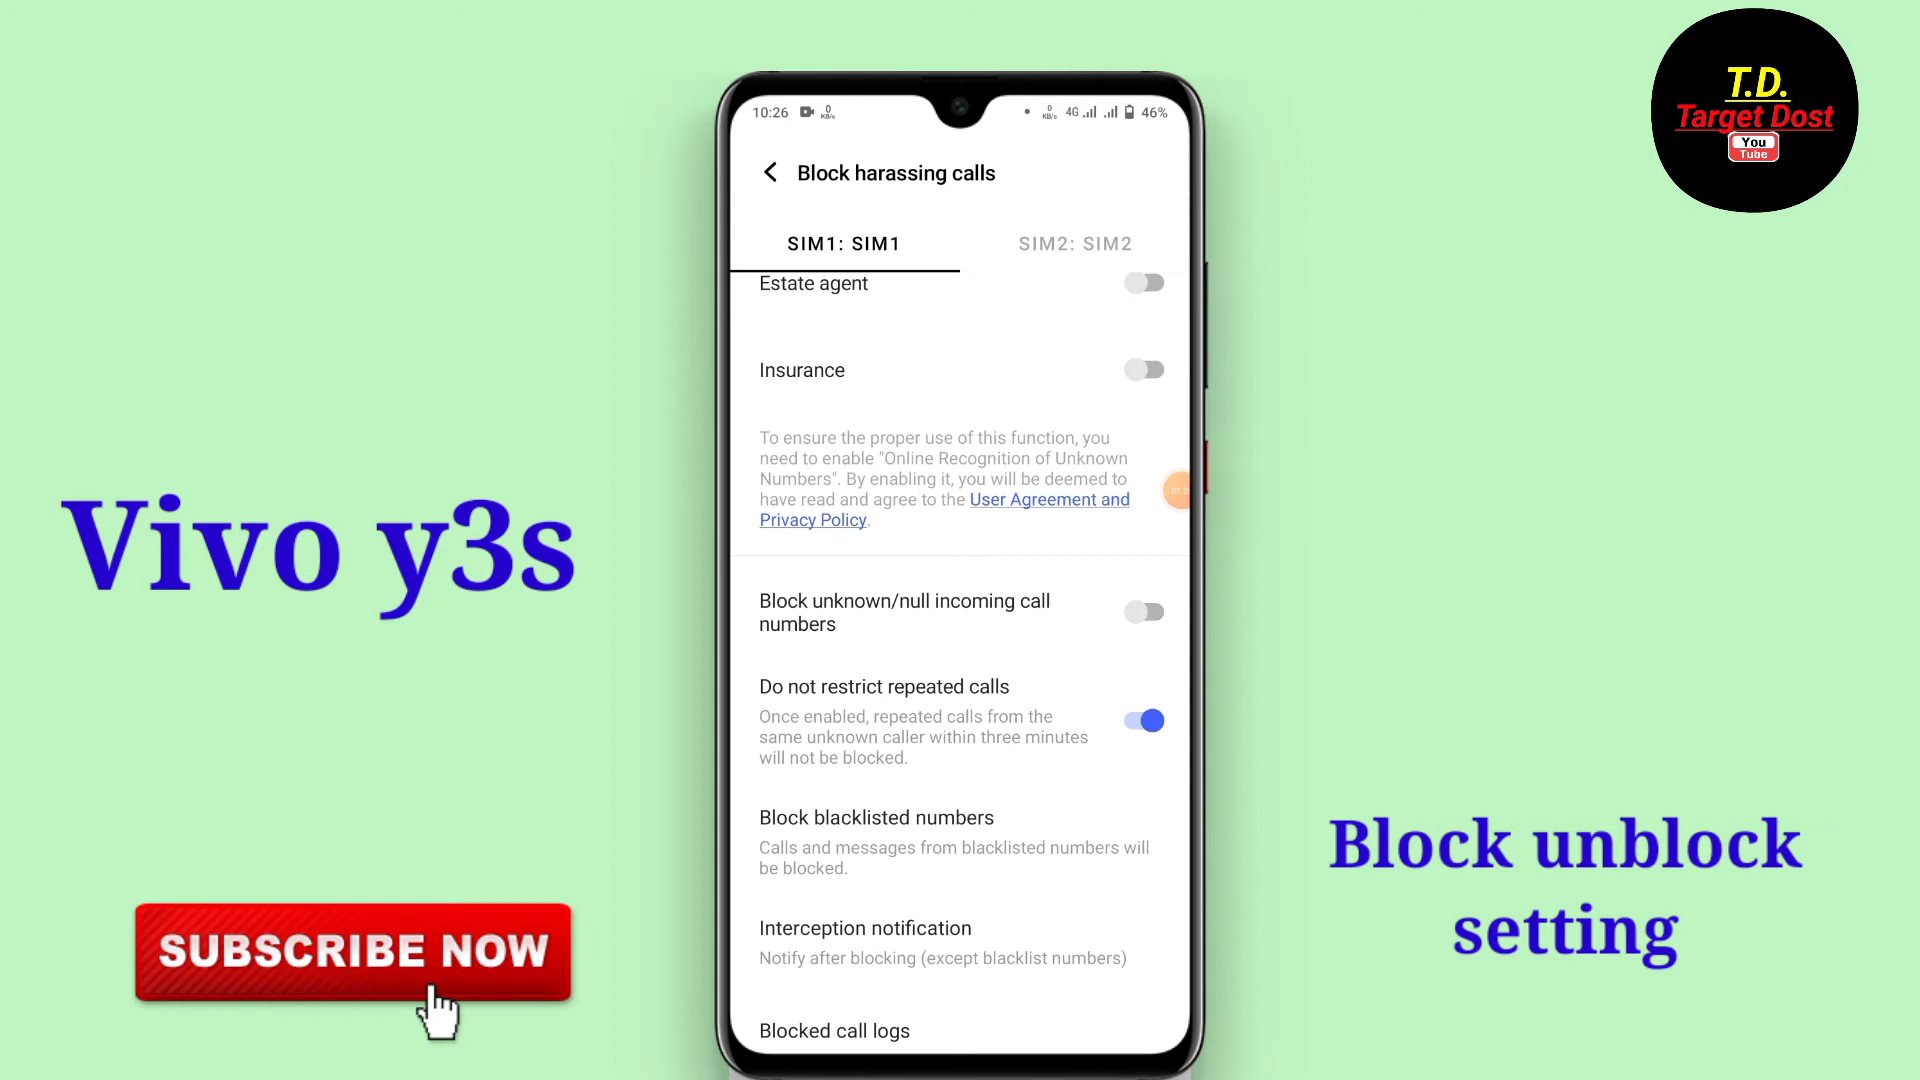 T.D.
Target Dost
You
Tube
10:26 0 KB/s
0 KB/s 4G 46%
Block harassing calls
SIM1: SIM1 SIM2: SIM2
Estate agent
Insurance
To ensure the proper use of this function, you
need to enable "Online Recognition of Unknown
Numbers". By enabling it, you will be deemed to
have read and agree to the User Agreement and
Privacy Policy.
Block unknown/null incoming call
numbers
Do not restrict repeated calls
Once enabled, repeated calls from the
same unknown caller within three minutes
will not be blocked.
Block blacklisted numbers
Calls and messages from blacklisted numbers will
be blocked.
Interception notification
Notify after blocking (except blacklist numbers)
Blocked call logs
Vivo y3s
SUBSCRIBE NOW
Block unblock
setting